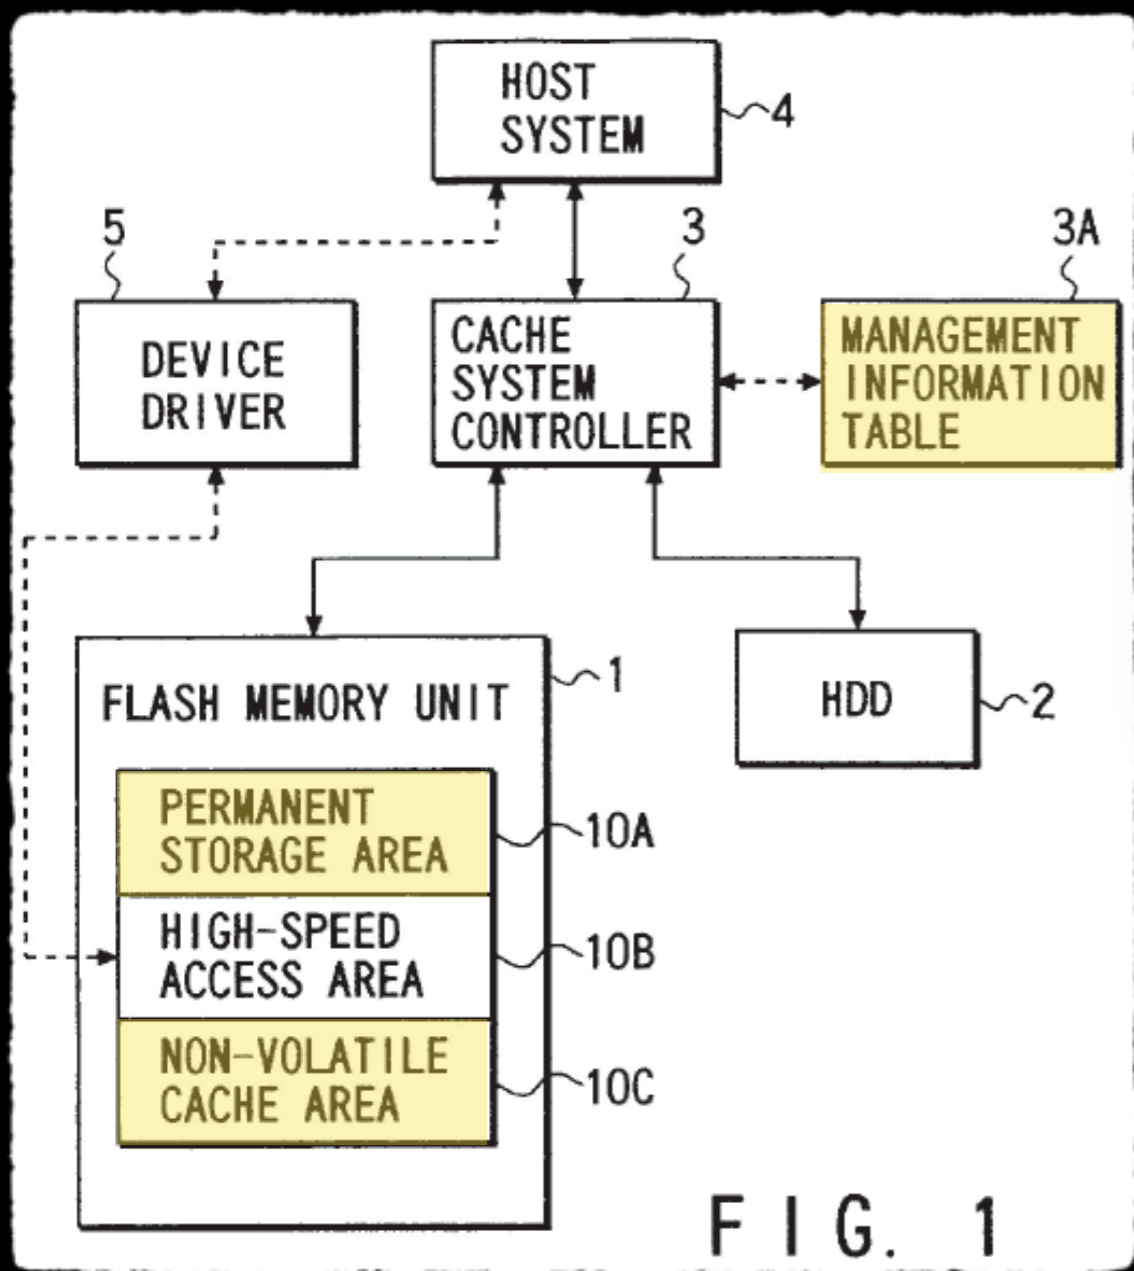 HOST
SYSTEM
4
5
3
3A
DEVICE
DRIVER
CACHE
SYSTEM
CONTROLLER
MANAGEMENT
INFORMATION
TABLE
1
FLASH MEMORY UNIT
HDD
2
PERMANENT
STORAGE AREA
10A
HIGH-SPEED
ACCESS AREA
10B
NON-VOLATILE
CACHE AREA
10C
FIG. 1